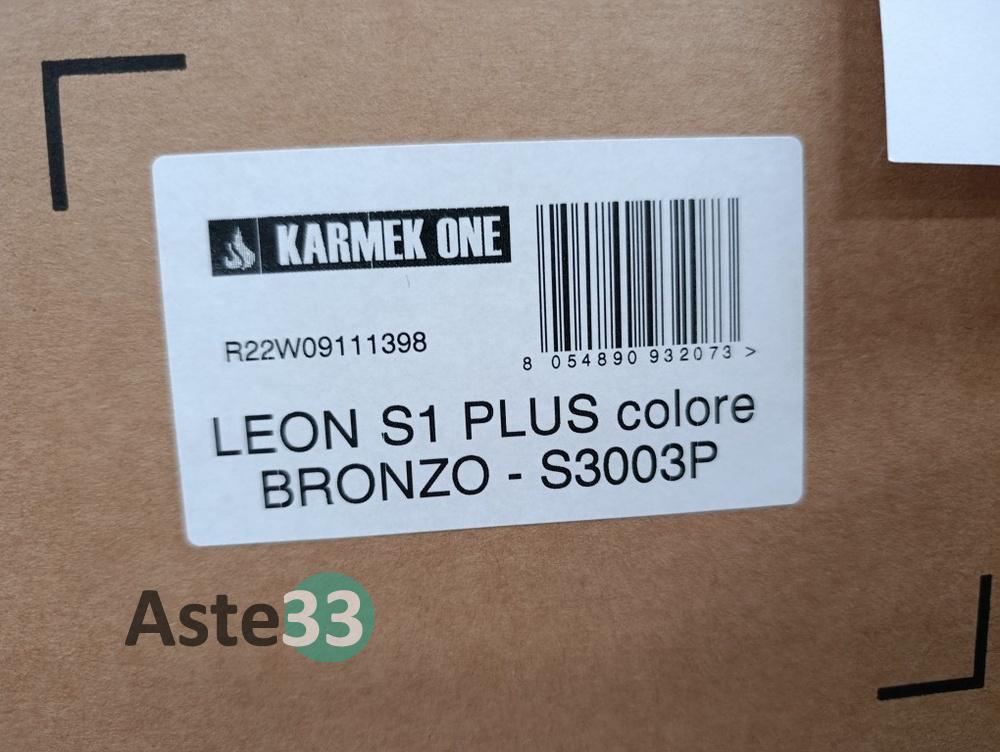 KARMEK ONE
R22W09111398
8 054890 932073 >
LEON S1 PLUS colore
BRONZO - S3003P
Aste33